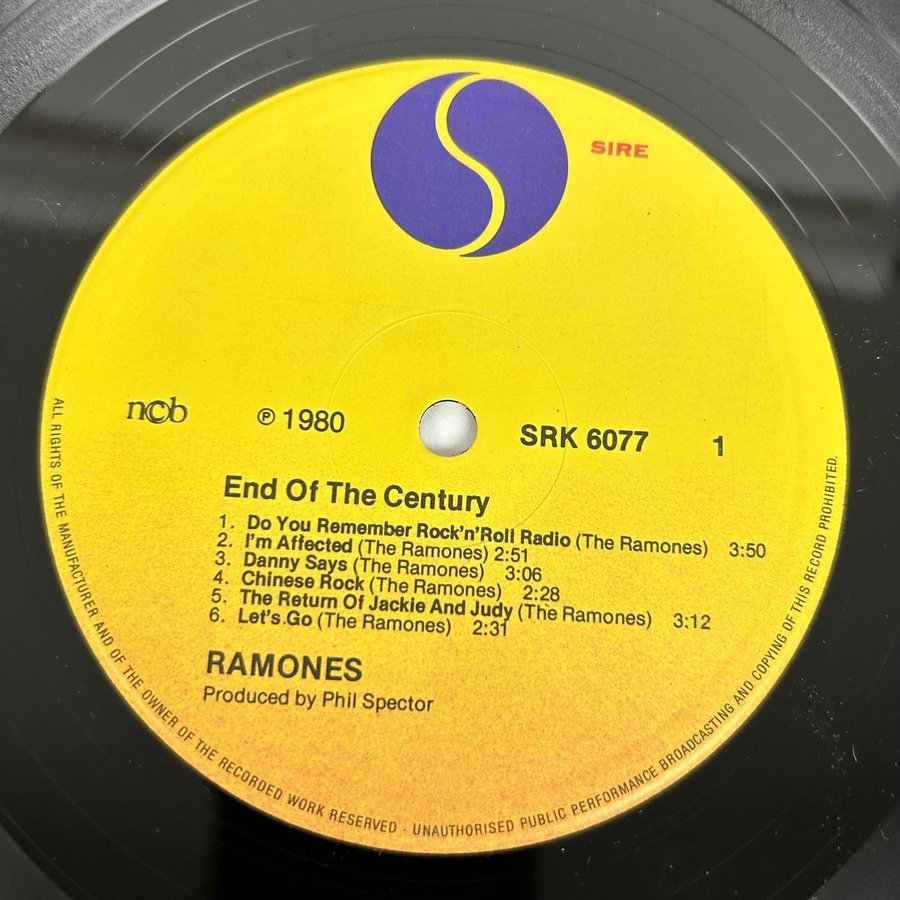 SIRE
ncb
℗ 1980
SRK 6077
1
End Of The Century
1. Do You Remember Rock'n'Roll Radio (The Ramones) 3:50
2. I'm Affected (The Ramones) 2:51
3. Danny Says (The Ramones) 3:06
4. Chinese Rock (The Ramones) 2:28
5. The Return Of Jackie And Judy (The Ramones) 3:12
6. Let's Go (The Ramones) 2:31
RAMONES
Produced by Phil Spector
ALL RIGHTS OF THE MANUFACTURER AND OF THE OWNER OF THE RECORDED WORK RESERVED · UNAUTHORISED PUBLIC PERFORMANCE BROADCASTING AND COPYING OF THIS RECORD PROHIBITED.